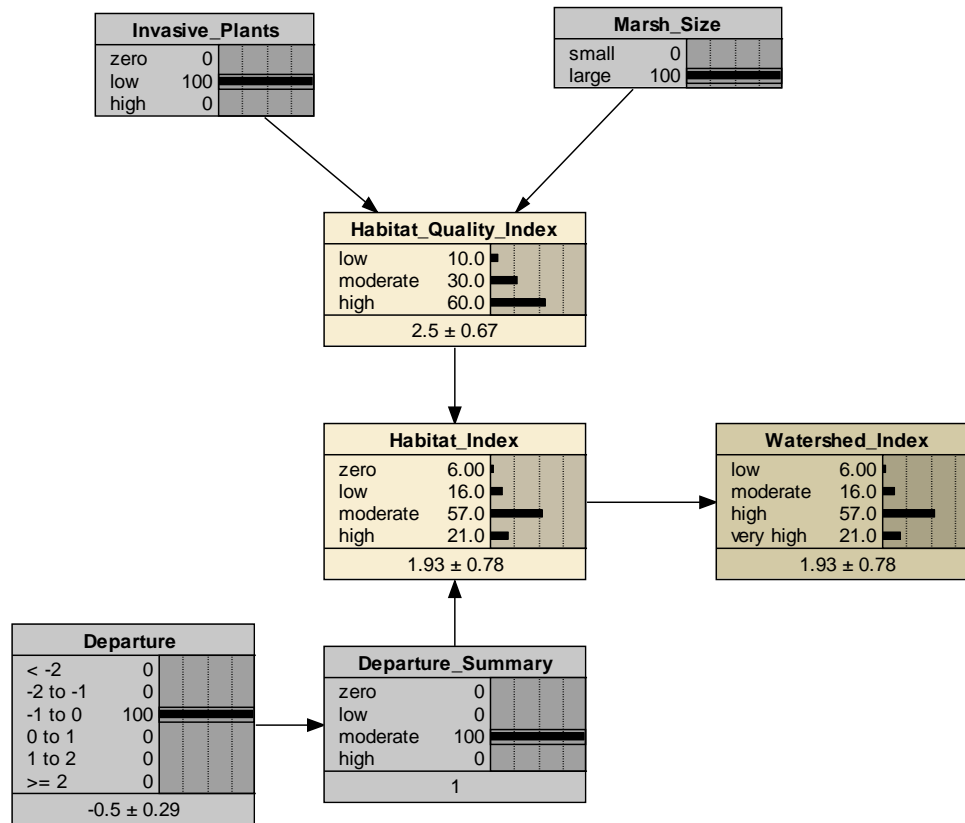 Invasive_Plants
zero 0
low 100
high 0
Marsh_Size
small 0
large 100
Habitat_Quality_Index
low 10.0
moderate 30.0
high 60.0
2.5 ± 0.67
Habitat_Index
zero 6.00
low 16.0
moderate 57.0
high 21.0
1.93 ± 0.78
Watershed_Index
low 6.00
moderate 16.0
high 57.0
very high 21.0
1.93 ± 0.78
Departure
< -2 0
-2 to -1 0
-1 to 0 100
0 to 1 0
1 to 2 0
>= 2 0
-0.5 ± 0.29
Departure_Summary
zero 0
low 0
moderate 100
high 0
1